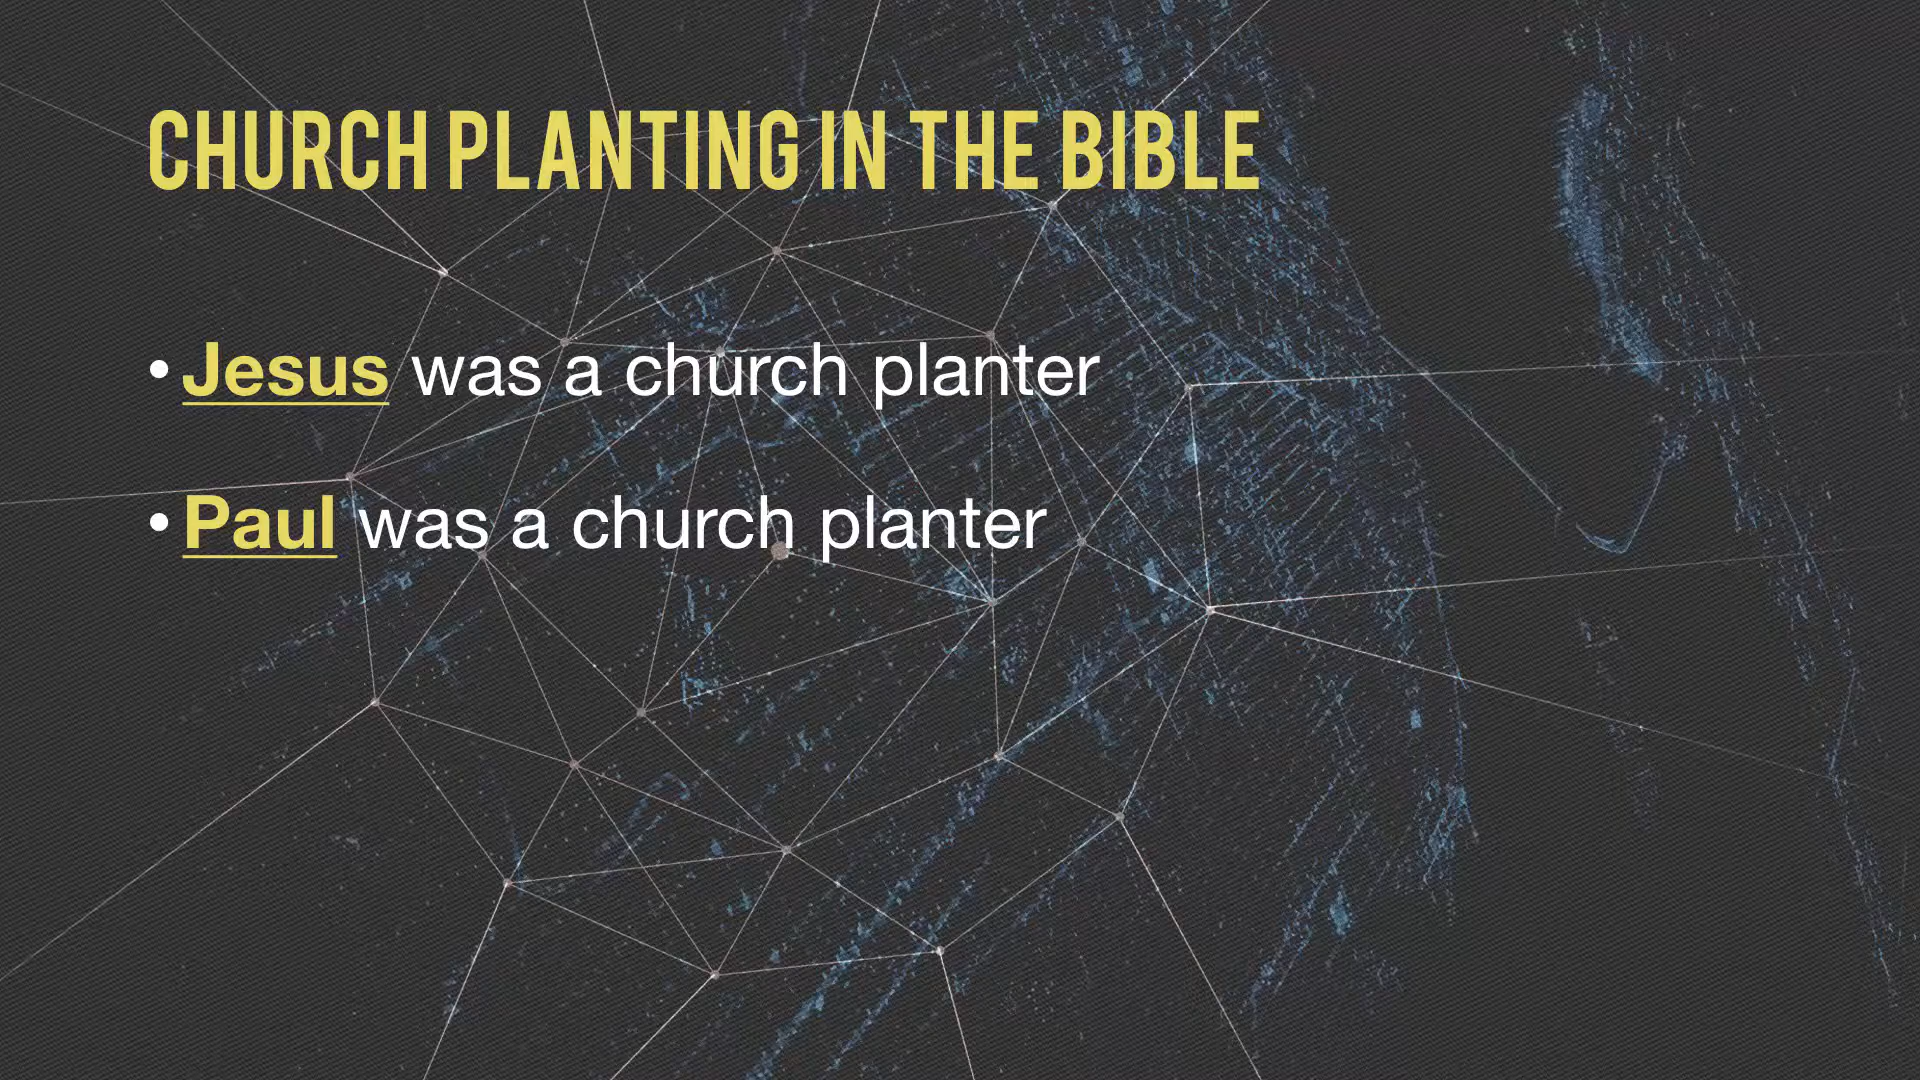 CHURCH PLANTING IN THE BIBLE
• Jesus was a church planter
• Paul was a church planter